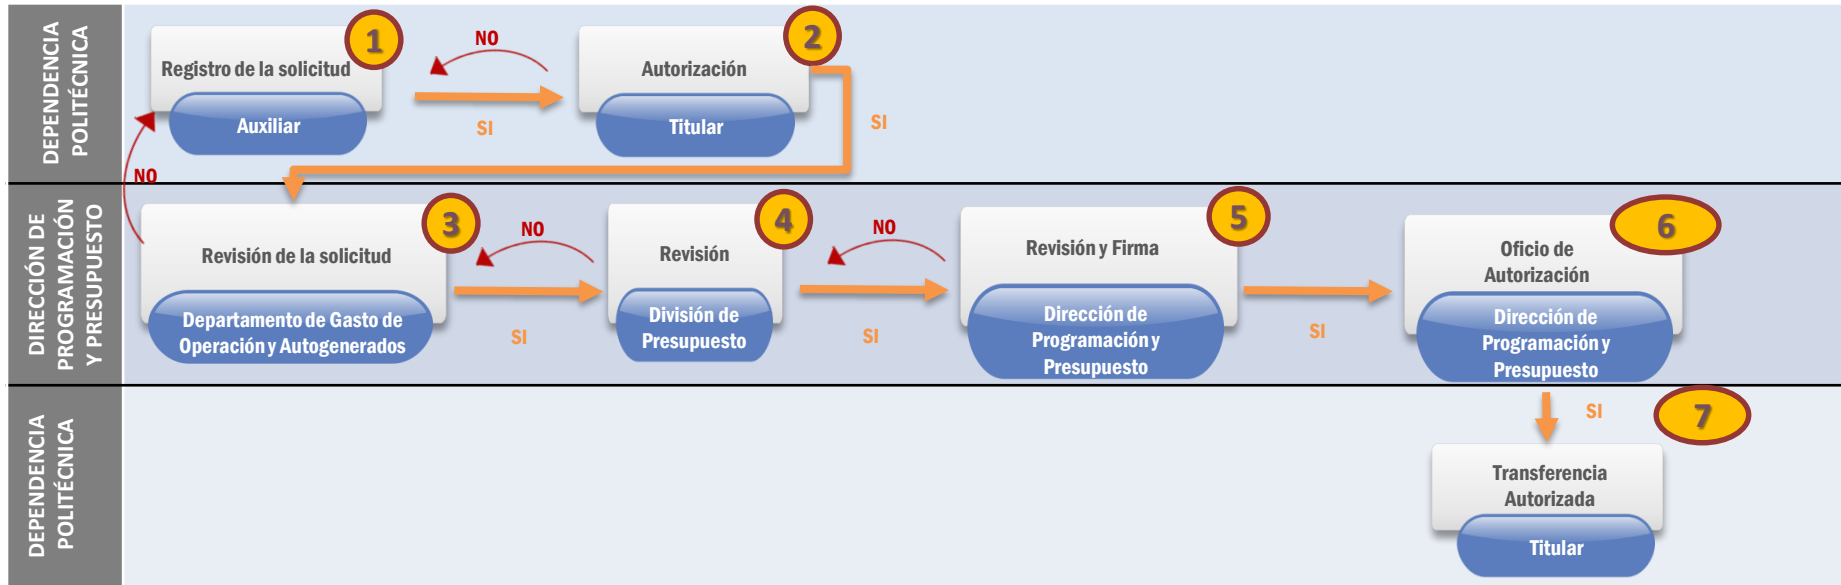 DEPENDENCIA
POLITÉCNICA
1
Registro de la solicitud
Auxiliar
NO
SI
2
Autorización
Titular
SI
NO
DIRECCIÓN DE
PROGRAMACIÓN
Y PRESUPUESTO
3
Revisión de la solicitud
Departamento de Gasto de
Operación y Autogenerados
NO
SI
4
Revisión
División de
Presupuesto
NO
SI
5
Revisión y Firma
Dirección de
Programación y
Presupuesto
SI
6
Oficio de
Autorización
Dirección de
Programación y
Presupuesto
DEPENDENCIA
POLITÉCNICA
SI
7
Transferencia
Autorizada
Titular